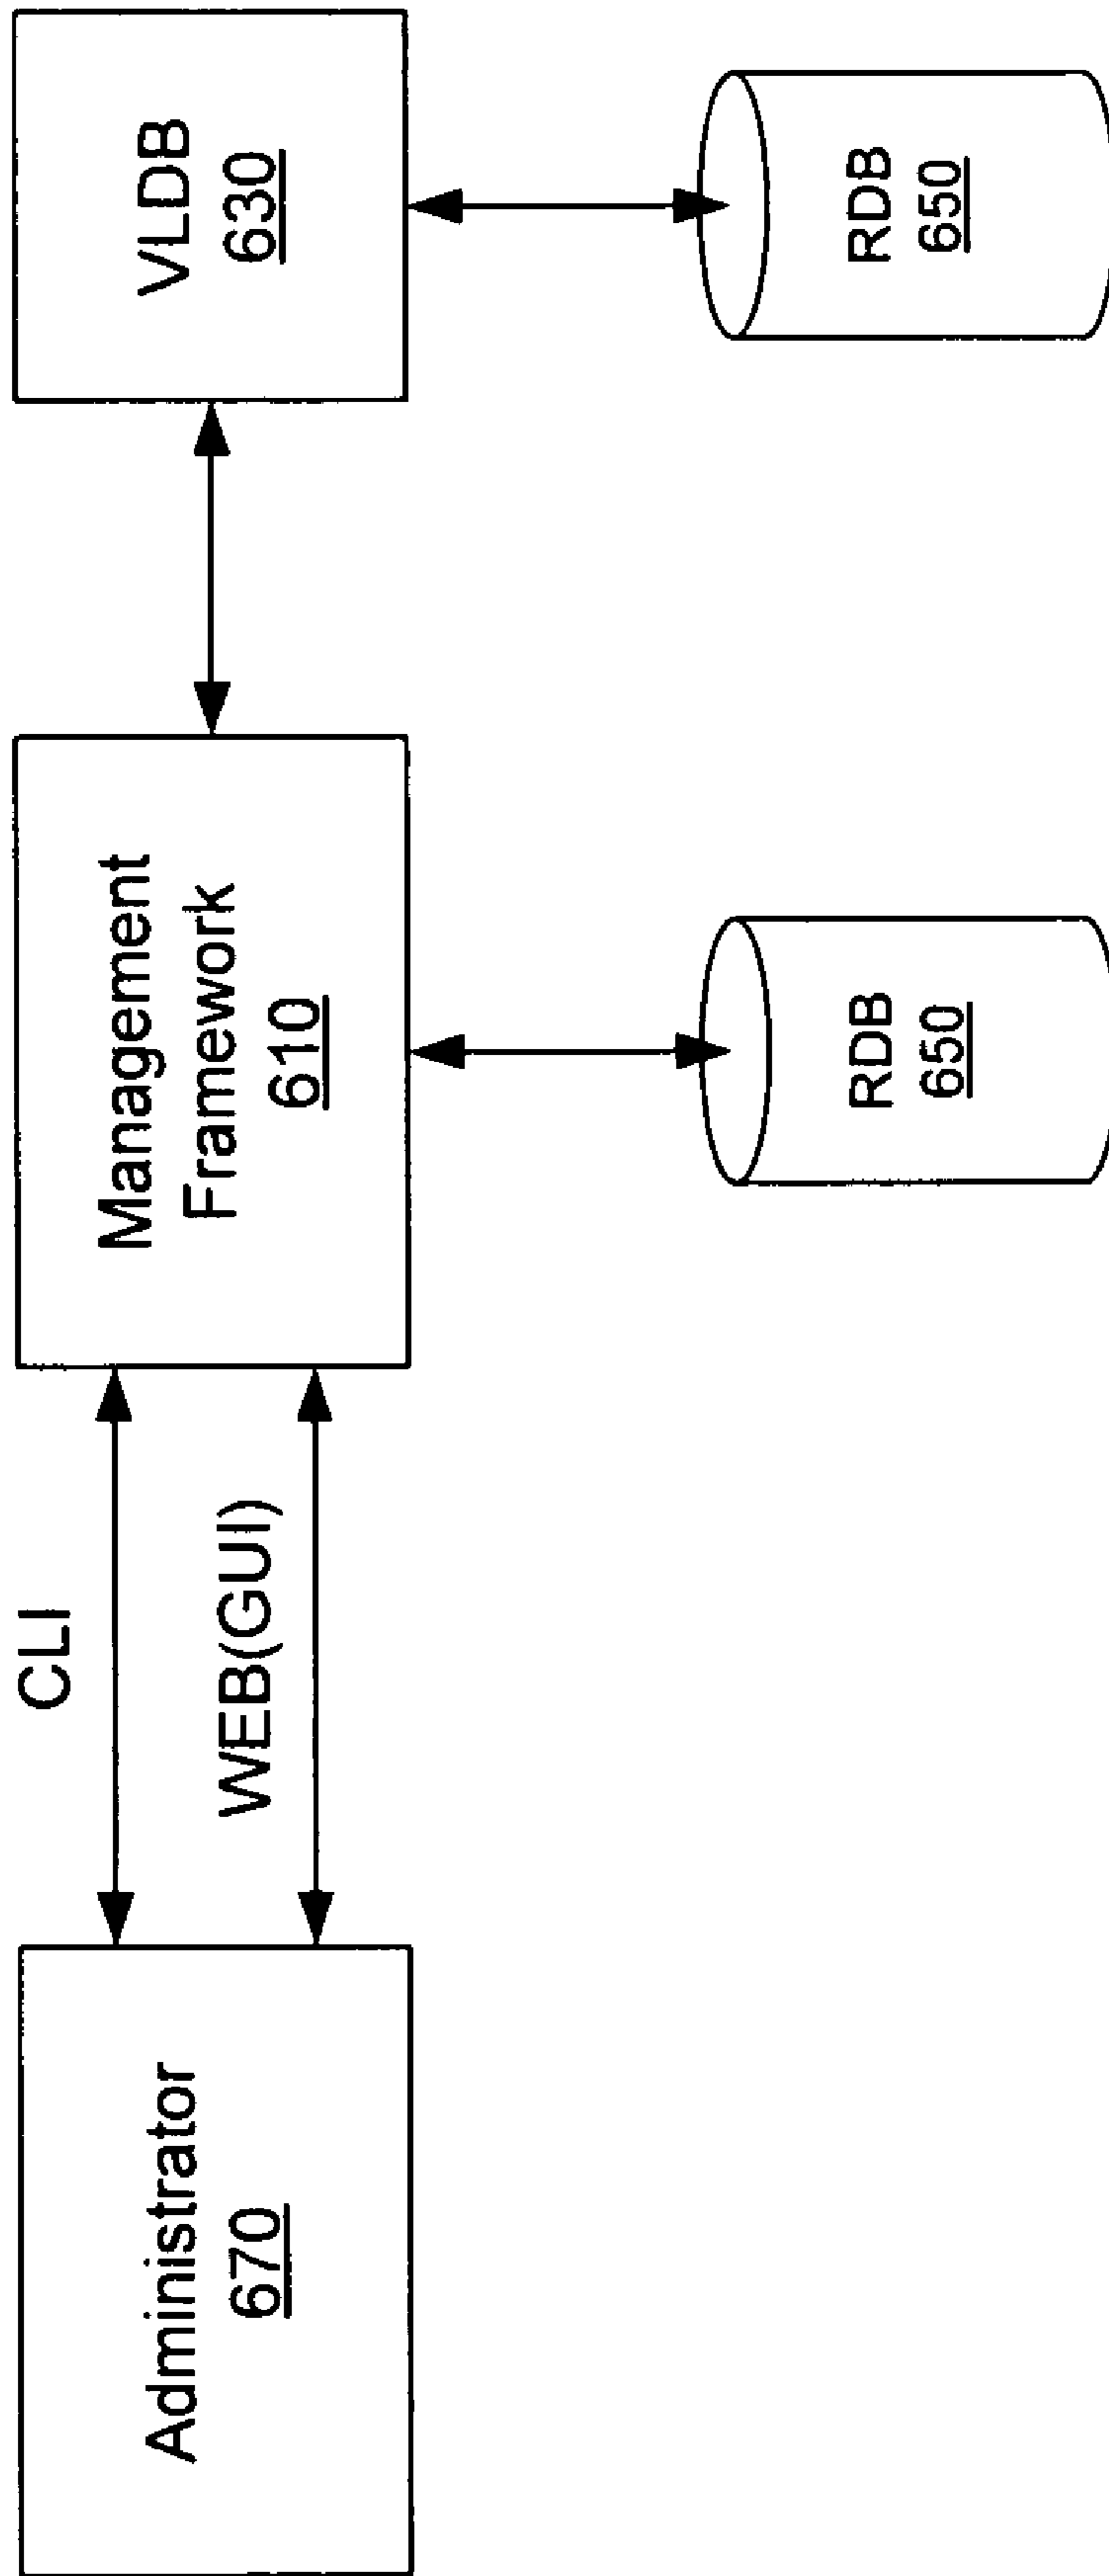 Administrator
670
CLI
WEB(GUI)
Management
Framework
610
VLDB
630
RDB
650
RDB
650